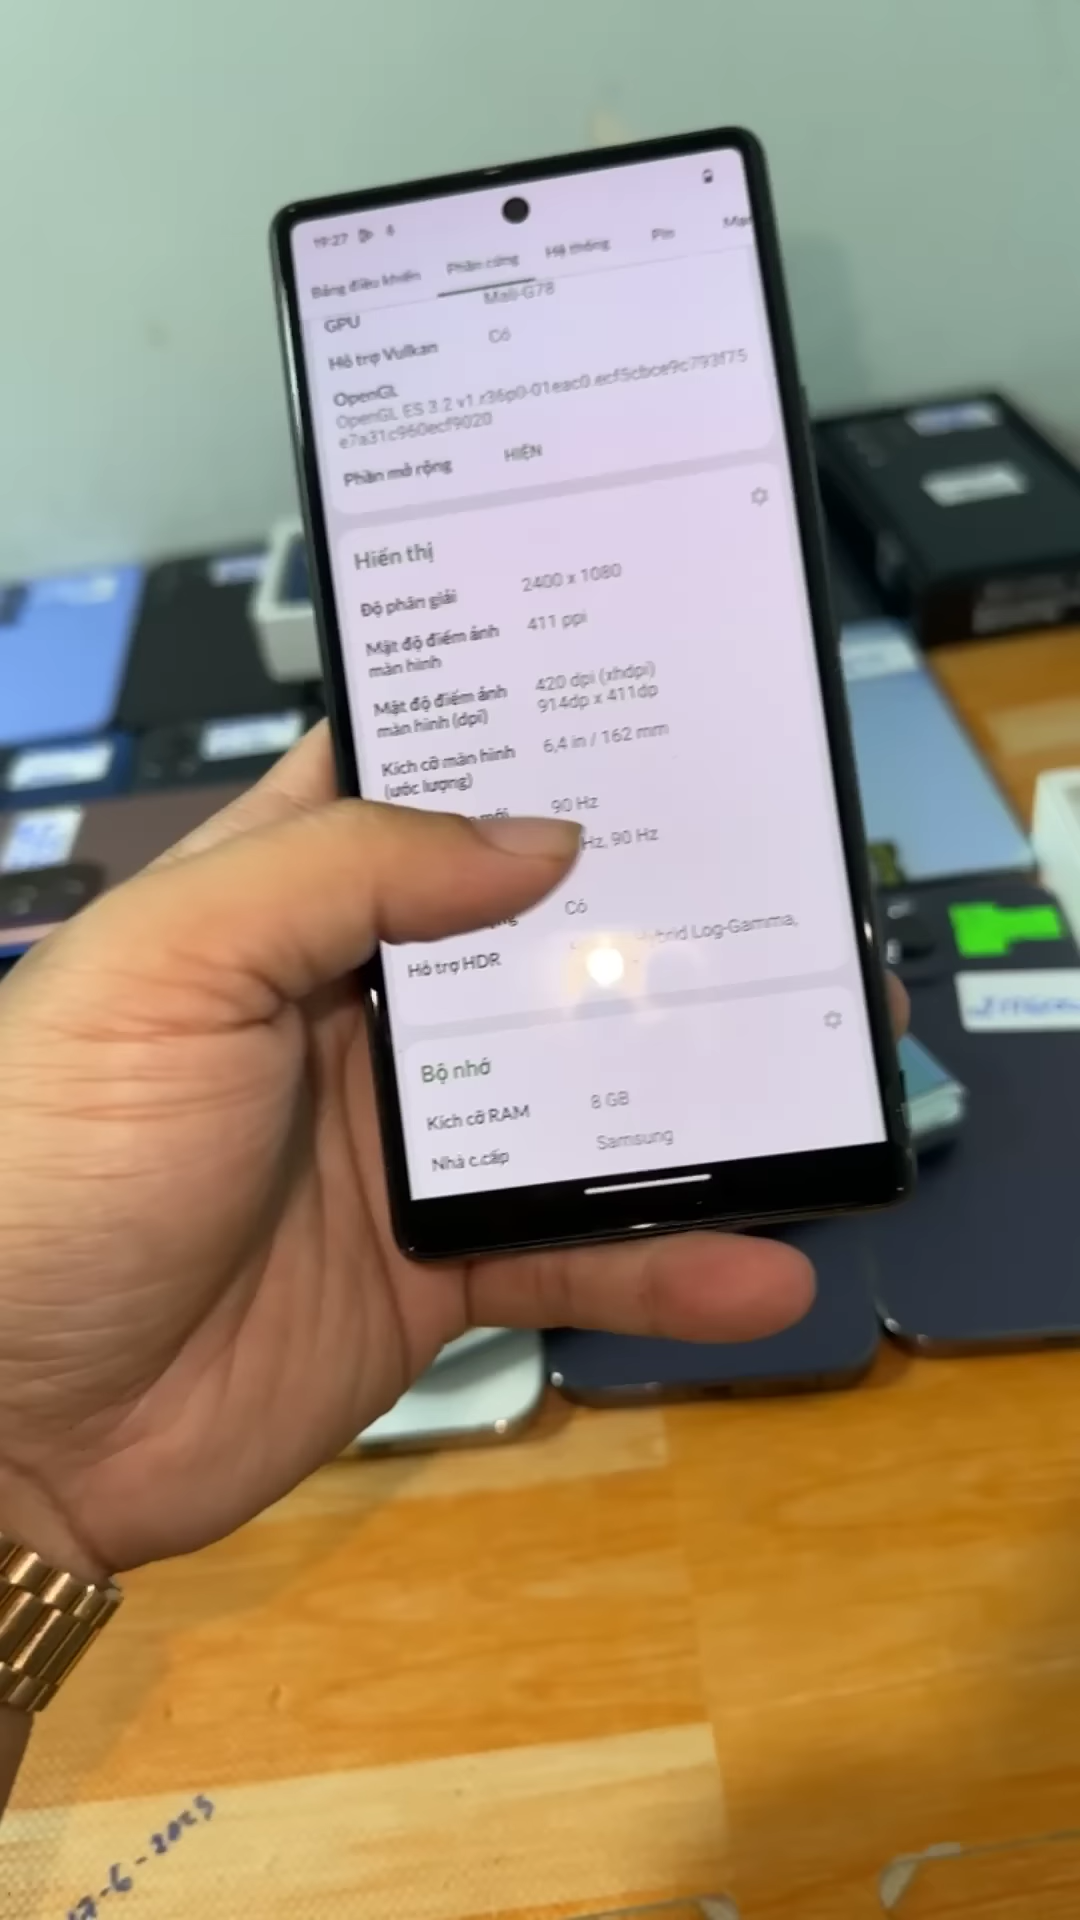 19:27
Bảng điều khiển Phần cứng Hệ thống Pin
GPU Mali-G78
Hỗ trợ Vulkan Có
OpenGL
OpenGL ES 3.2 v1.r36p0-01eac0.ecf5cbce9c793f75
e7a31c960ecf9020
Phần mở rộng HIỆN
Hiển thị
Độ phân giải 2400 x 1080
Mật độ điểm ảnh
màn hình 411 ppi
Mật độ điểm ảnh
màn hình (dpi) 420 dpi (xhdpi)
914dp x 411dp
Kích cỡ màn hình
(ước lượng) 6,4 in / 162 mm
mới 90 Hz
Hz, 90 Hz
Có
Hỗ trợ HDR Hybrid Log-Gamma,
Bộ nhớ
Kích cỡ RAM 8 GB
Nhà c.cấp Samsung
-6-2023